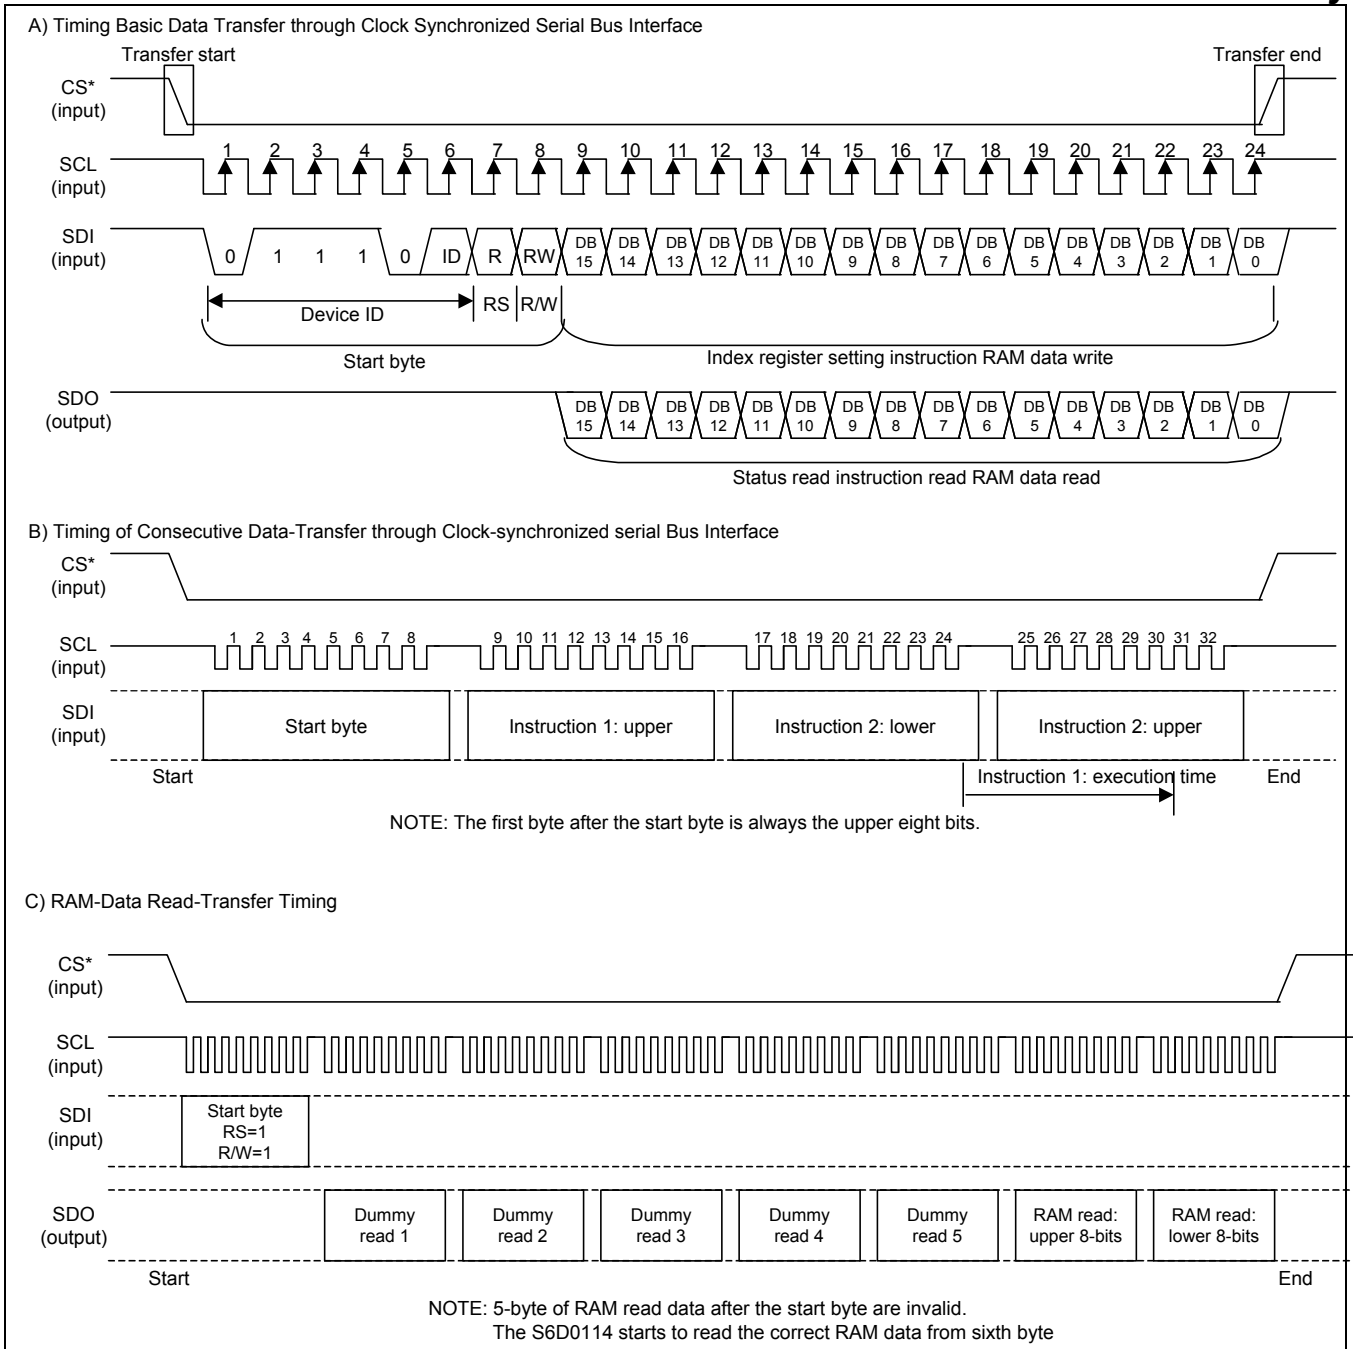 A) Timing Basic Data Transfer through Clock Synchronized Serial Bus Interface
Transfer start
Transfer end
CS*
(input)
SCL
(input)
1 2 3 4 5 6 7 8 9 10 11 12 13 14 15 16 17 18 19 20 21 22 23 24
SDI
(input)
0 1 1 1 0 ID R RW DB 15 DB 14 DB 13 DB 12 DB 11 DB 10 DB 9 DB 8 DB 7 DB 6 DB 5 DB 4 DB 3 DB 2 DB 1 DB 0
Device ID
RS R/W
Start byte
Index register setting instruction RAM data write
SDO
(output)
DB 15 DB 14 DB 13 DB 12 DB 11 DB 10 DB 9 DB 8 DB 7 DB 6 DB 5 DB 4 DB 3 DB 2 DB 1 DB 0
Status read instruction read RAM data read
B) Timing of Consecutive Data-Transfer through Clock-synchronized serial Bus Interface
CS*
(input)
SCL
(input)
1 2 3 4 5 6 7 8 9 10 11 12 13 14 15 16 17 18 19 20 21 22 23 24 25 26 27 28 29 30 31 32
SDI
(input)
Start byte
Instruction 1: upper
Instruction 2: lower
Instruction 2: upper
Start
Instruction 1: execution time
End
NOTE: The first byte after the start byte is always the upper eight bits.
C) RAM-Data Read-Transfer Timing
CS*
(input)
SCL
(input)
SDI
(input)
Start byte
RS=1
R/W=1
SDO
(output)
Dummy
read 1
Dummy
read 2
Dummy
read 3
Dummy
read 4
Dummy
read 5
RAM read:
upper 8-bits
RAM read:
lower 8-bits
Start
End
NOTE: 5-byte of RAM read data after the start byte are invalid.
The S6D0114 starts to read the correct RAM data from sixth byte